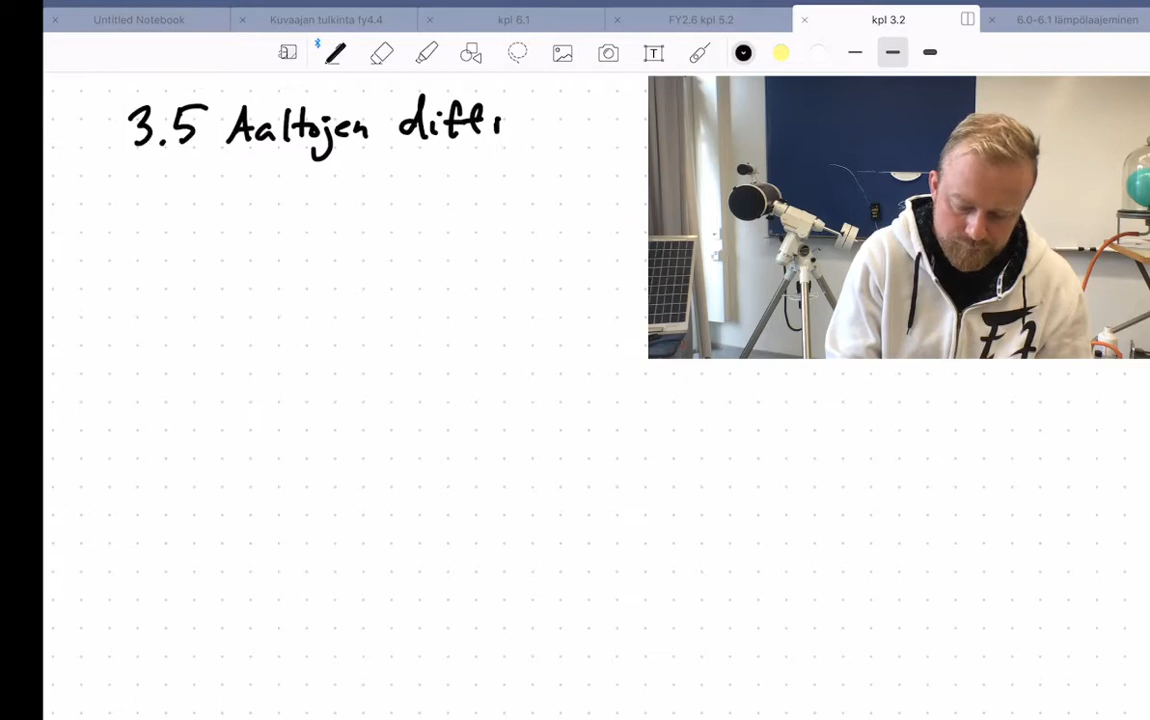 Untitled Notebook
Kuvaajan tulkinta fy4.4
kpl 6.1
FY2.6 kpl 5.2
kpl 3.2
6.0-6.1 lämpölaajeminen
T
3.5 Aaltojen diffr